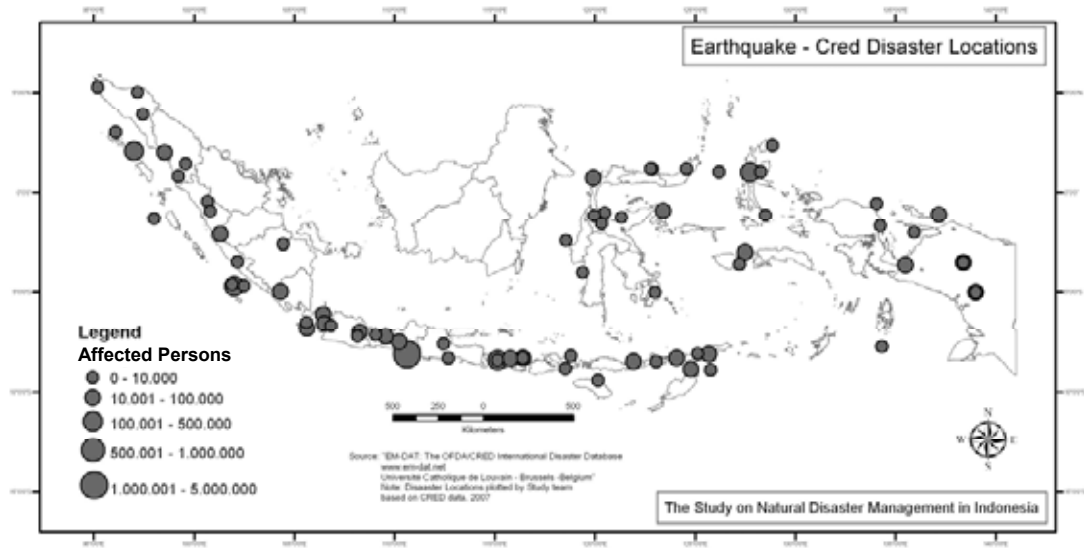 Earthquake - Cred Disaster Locations
Legend
Affected Persons
0 - 10.000
10.001 - 100.000
100.001 - 500.000
500.001 - 1.000.000
1.000.001 - 5.000.000
500 250 0 500
Kilometers
N
W E
S
Source: "EM-DAT: The OFDA/CRED International Disaster Database
www.em-dat.net
Université Catholique de Louvain - Brussels -Belgium"
Note: Disaaster Locations plotted by Study team
based on CRED data, 2007
The Study on Natural Disaster Management in Indonesia